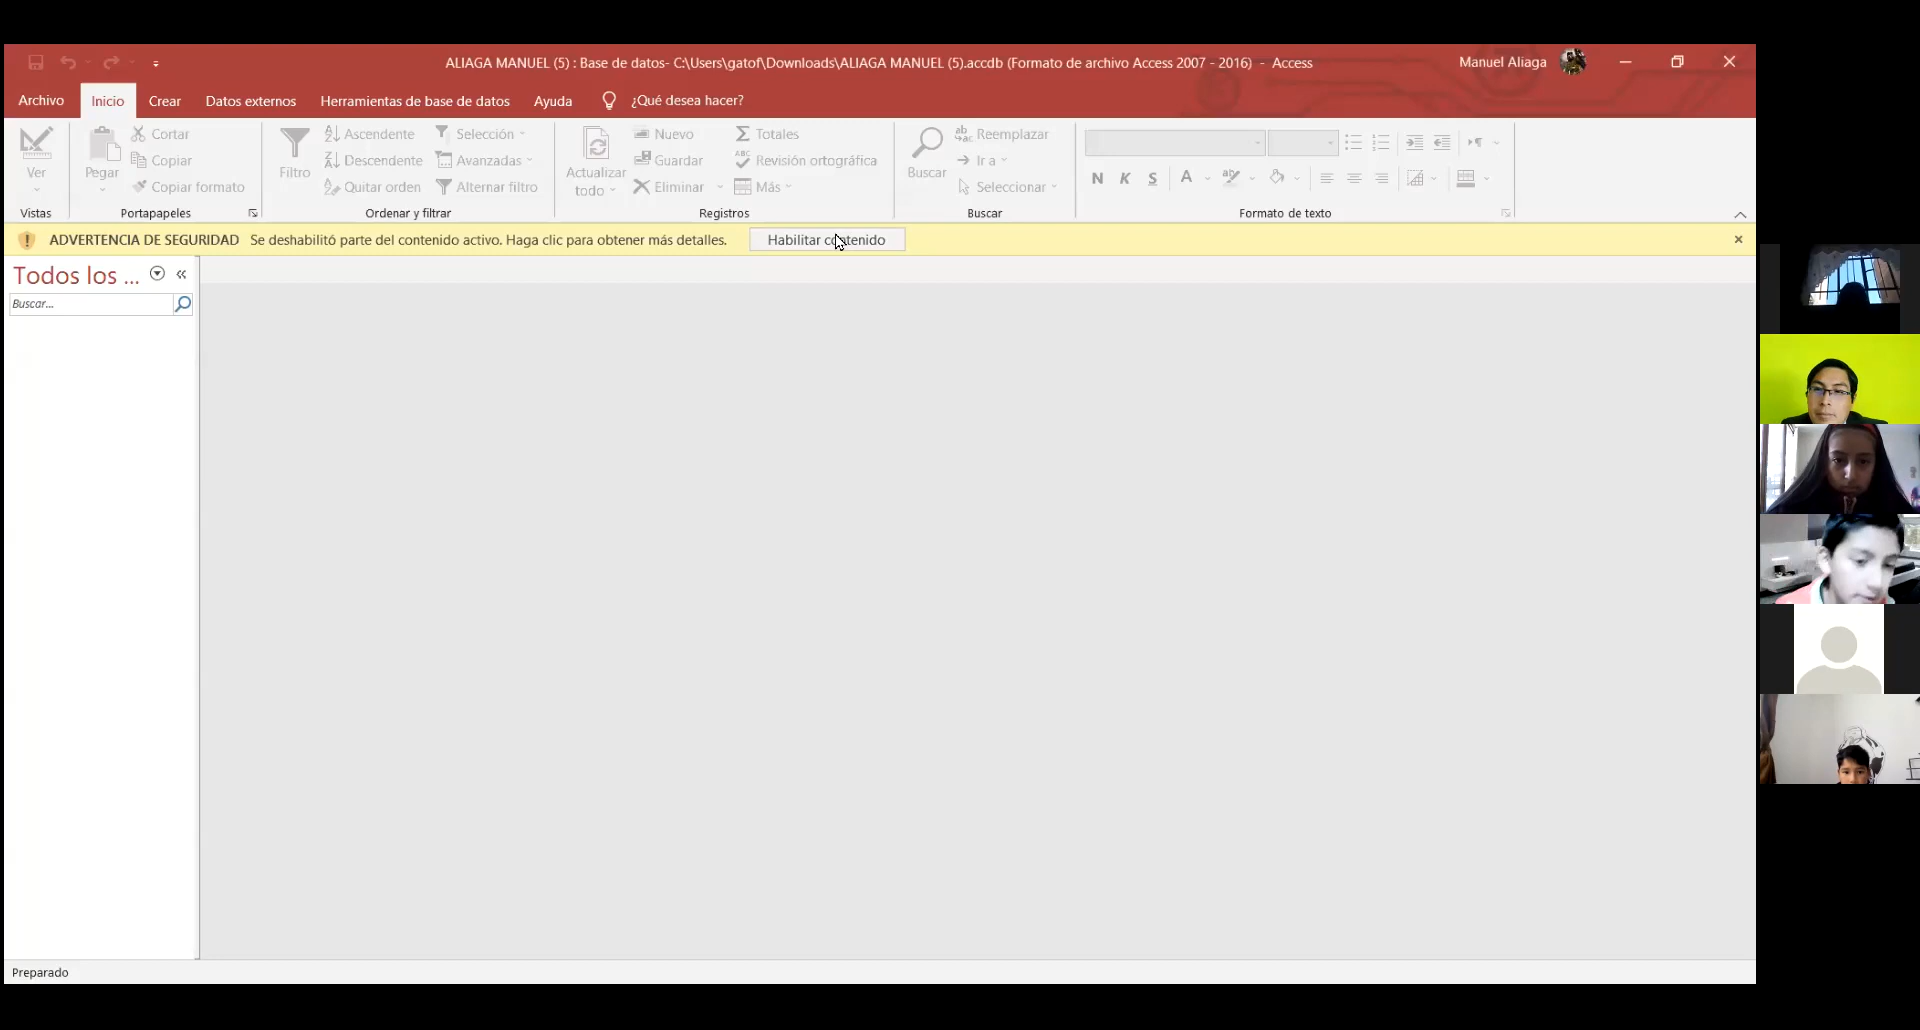 ALIAGA MANUEL (5) : Base de datos- C:\Users\gatof\Downloads\ALIAGA MANUEL (5).accdb (Formato de archivo Access 2007 - 2016) - Access
Manuel Aliaga
Archivo
Inicio
Crear
Datos externos
Herramientas de base de datos
Ayuda
¿Qué desea hacer?
Ver
Vistas
Pegar
Cortar
Copiar
Copiar formato
Portapapeles
Filtro
Ascendente
Descendente
Quitar orden
Selección
Avanzadas
Alternar filtro
Ordenar y filtrar
Actualizar
todo
Nuevo
Guardar
Eliminar
Totales
Revisión ortográfica
Más
Registros
Buscar
Reemplazar
Ir a
Seleccionar
Buscar
N K S A
Formato de texto
ADVERTENCIA DE SEGURIDAD Se deshabilitó parte del contenido activo. Haga clic para obtener más detalles.
Habilitar contenido
Todos los ...
Buscar...
Preparado